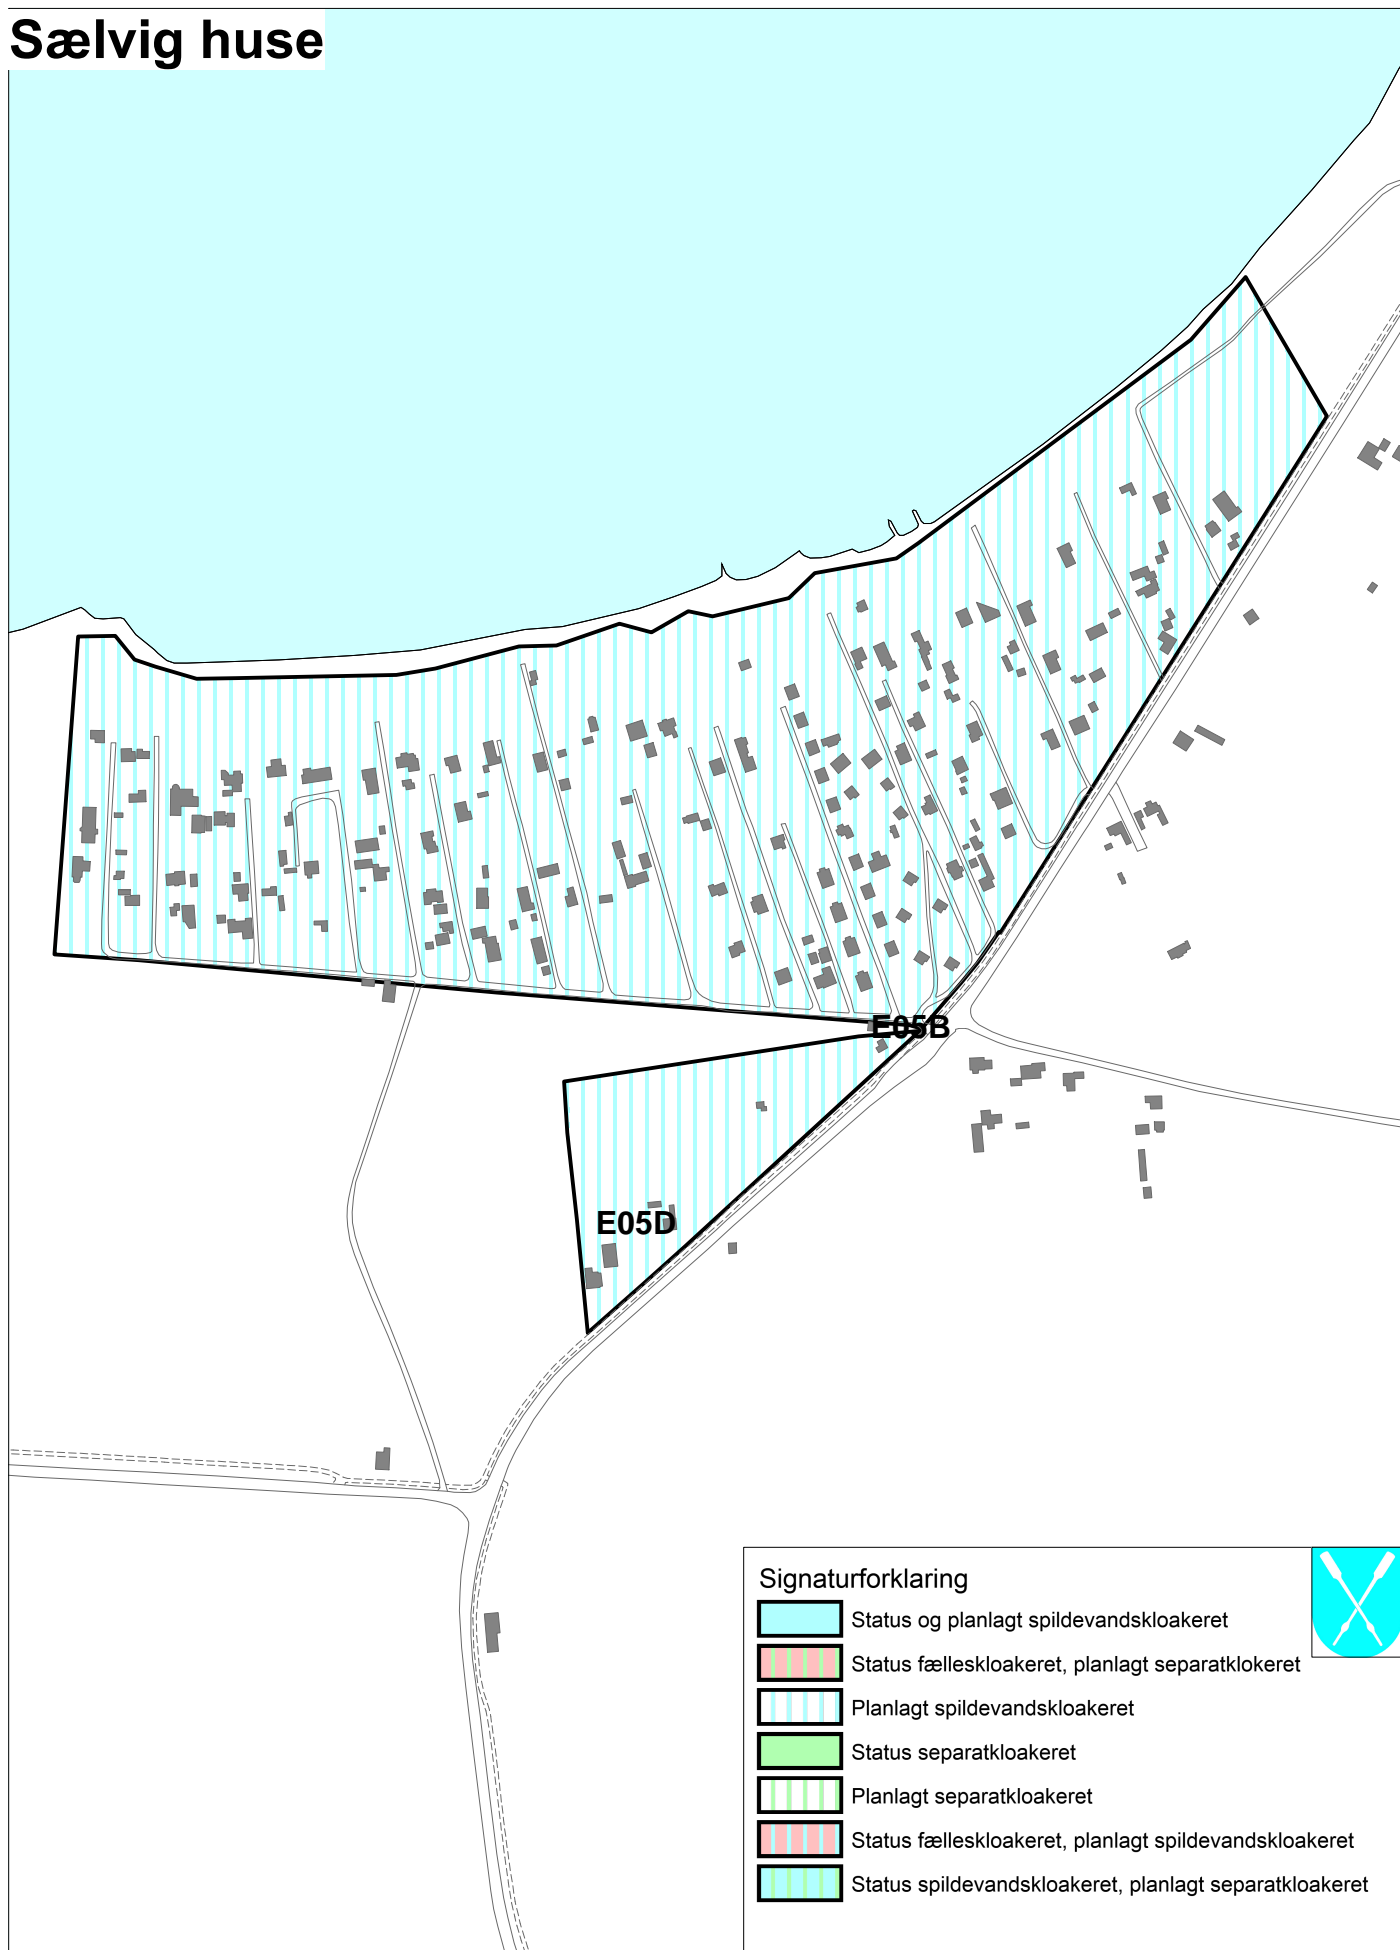 Sælvig huse
E05B
E05D
Signaturforklaring
Status og planlagt spildevandskloakeret
Status fælleskloakeret, planlagt separatklokeret
Planlagt spildevandskloakeret
Status separatkloakeret
Planlagt separatkloakeret
Status fælleskloakeret, planlagt spildevandskloakeret
Status spildevandskloakeret, planlagt separatkloakeret